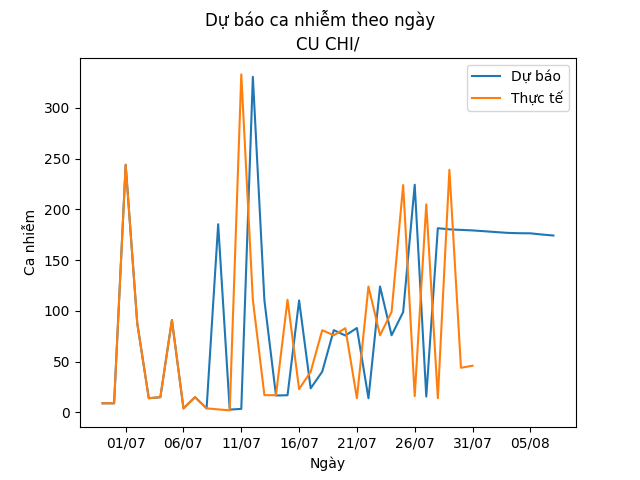 Dự báo ca nhiễm theo ngày
CU CHI/
Dự báo
Thực tế
Ca nhiễm
300
250
200
150
100
50
0
01/07 06/07 11/07 16/07 21/07 26/07 31/07 05/08
Ngày